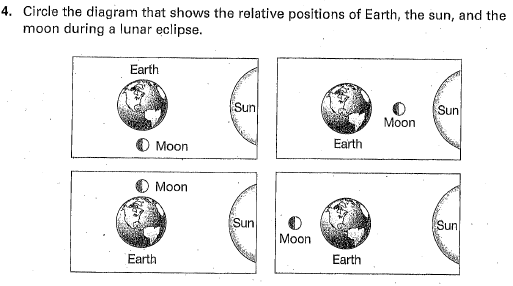 4. Circle the diagram that shows the relative positions of Earth, the sun, and the
moon during a lunar eclipse.
Earth
Sun
Moon
Sun
Moon
Earth
Moon
Sun
Earth
Sun
Moon
Earth